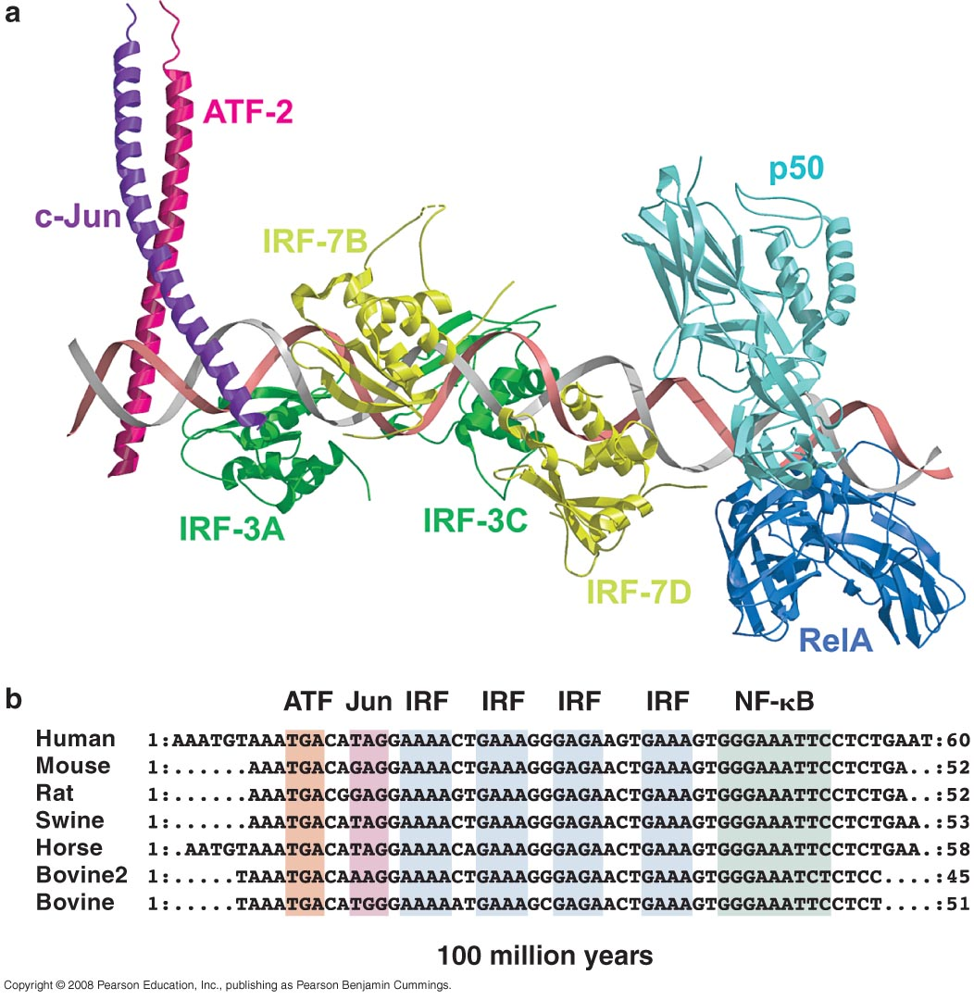 a
ATF-2
p50
c-Jun
IRF-7B
IRF-3A
IRF-3C
IRF-7D
RelA
b
ATF Jun IRF IRF IRF IRF NF-κB
Human 1:AAATGTAAATGACATAGGAAAACTGAAAGGGAGAAGTGAAAGTGGGAAATTCCTCTGAAT:60
Mouse 1:......AAATGACAGAGGAAAACTGAAAGGGAGAACTGAAAGTGGGAAATTCCTCTGA..:52
Rat 1:......AAATGACGGAGGAAAAGTGAAAGGGAGAACTGAAAGTGGGAAATTCCTCTGA..:52
Swine 1:......AAATGACATAGGAAAACTGAAAGGGAGAACTGAAAGTGGGAAATTCCTCTGAA.:53
Horse 1:.AATGTAAATGACATAGGAAAACAGAAAGGGAGAACTGAAAGTGGGAAATTCCTCTGAA.:58
Bovine2 1:.....TAAATGACAAAGGAAAACTGAAAGGGAGAACTGAAAGTGGGAAATCTCTCC....:45
Bovine 1:.....TAAATGACATGGGAAAAATGAAAGCGAGAACTGAAAGTGGGAAATTCCTCT....:51
100 million years
Copyright © 2008 Pearson Education, Inc., publishing as Pearson Benjamin Cummings.